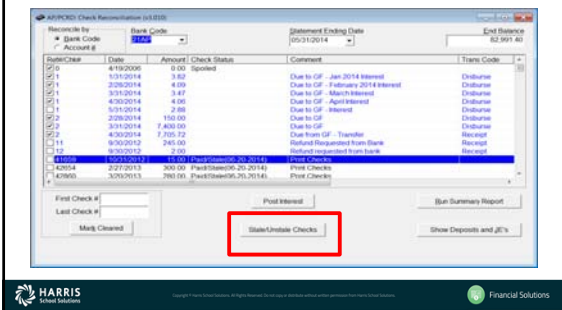 AP/PCRD: Check Reconciliation (v3.010)
Reconcile by Bank Code Statement Ending Date End Balance
Bank Code 21AP 05/31/2014 82,991.40
Account #
Ref#/Chk# Date Amount Check Status Comment Trans Code
0 4/19/2006 0.00 Spoiled
1 1/31/2014 3.82 Due to GF - Jan 2014 Interest Disburse
1 2/28/2014 4.09 Due to GF - February 2014 Interest Disburse
1 3/31/2014 3.47 Due to GF - March Interest Disburse
1 4/30/2014 4.06 Due to GF - April Interest Disburse
1 5/31/2014 2.88 Due to GF - Interest Disburse
2 2/28/2014 150.00 Due to GF Disburse
2 3/31/2014 7,400.00 Due to GF Disburse
2 4/30/2014 7,705.72 Due from GF - Transfer Receipt
11 9/30/2012 245.00 Refund Requested from Bank Receipt
12 9/30/2012 2.00 Refund requested from bank Receipt
41659 10/31/2012 15.00 Paid/Stale(06-20-2014) Print Checks
42654 2/27/2013 300.00 Paid/Stale(06-20-2014) Print Checks
42860 3/20/2013 280.00 Paid/Stale(06-20-2014) Print Checks
First Check # Post Interest Run Summary Report
Last Check #
Mark Cleared Stale/Unstale Checks Show Deposits and JE's
HARRIS
School Solutions
Financial Solutions